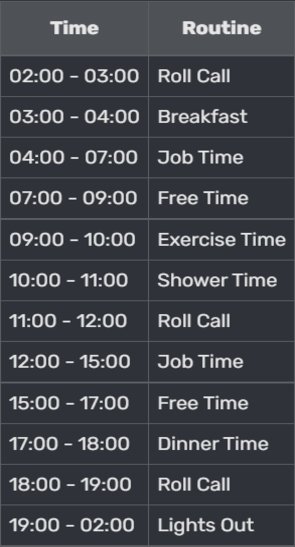 Time Routine
02:00 - 03:00 Roll Call
03:00 - 04:00 Breakfast
04:00 - 07:00 Job Time
07:00 - 09:00 Free Time
09:00 - 10:00 Exercise Time
10:00 - 11:00 Shower Time
11:00 - 12:00 Roll Call
12:00 - 15:00 Job Time
15:00 - 17:00 Free Time
17:00 - 18:00 Dinner Time
18:00 - 19:00 Roll Call
19:00 - 02:00 Lights Out